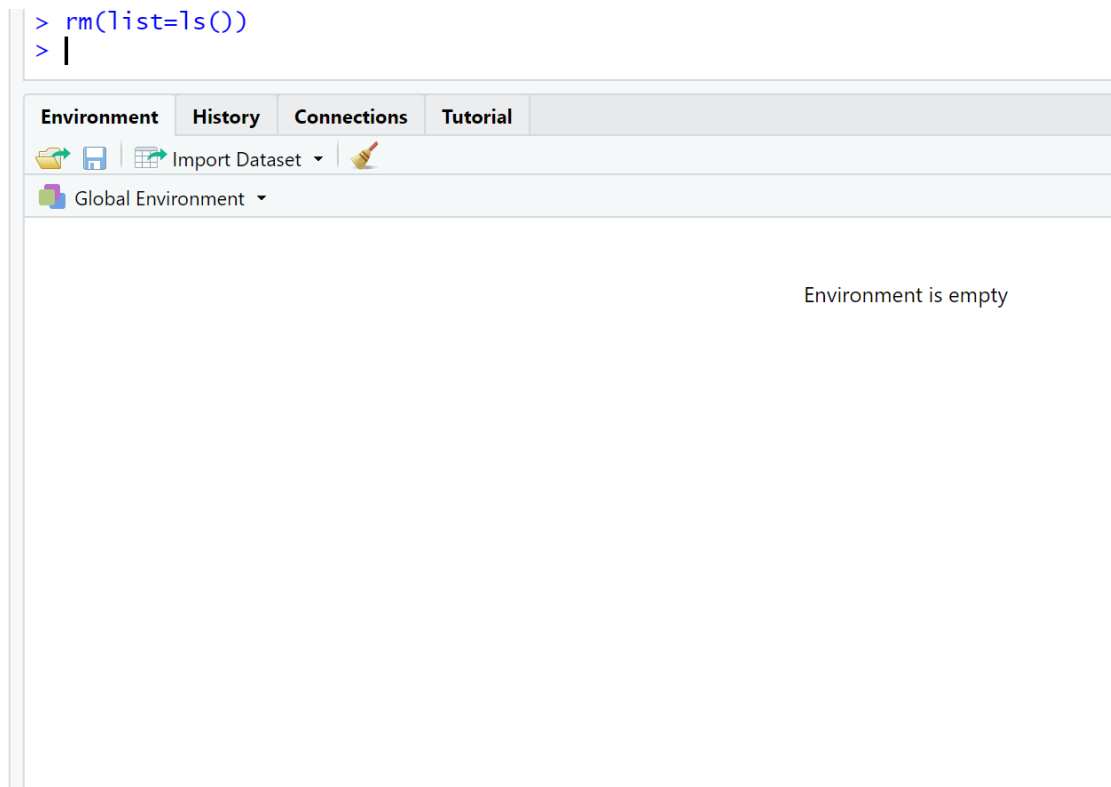 > rm(list=ls())
>
Environment History Connections Tutorial
Import Dataset
Global Environment
Environment is empty